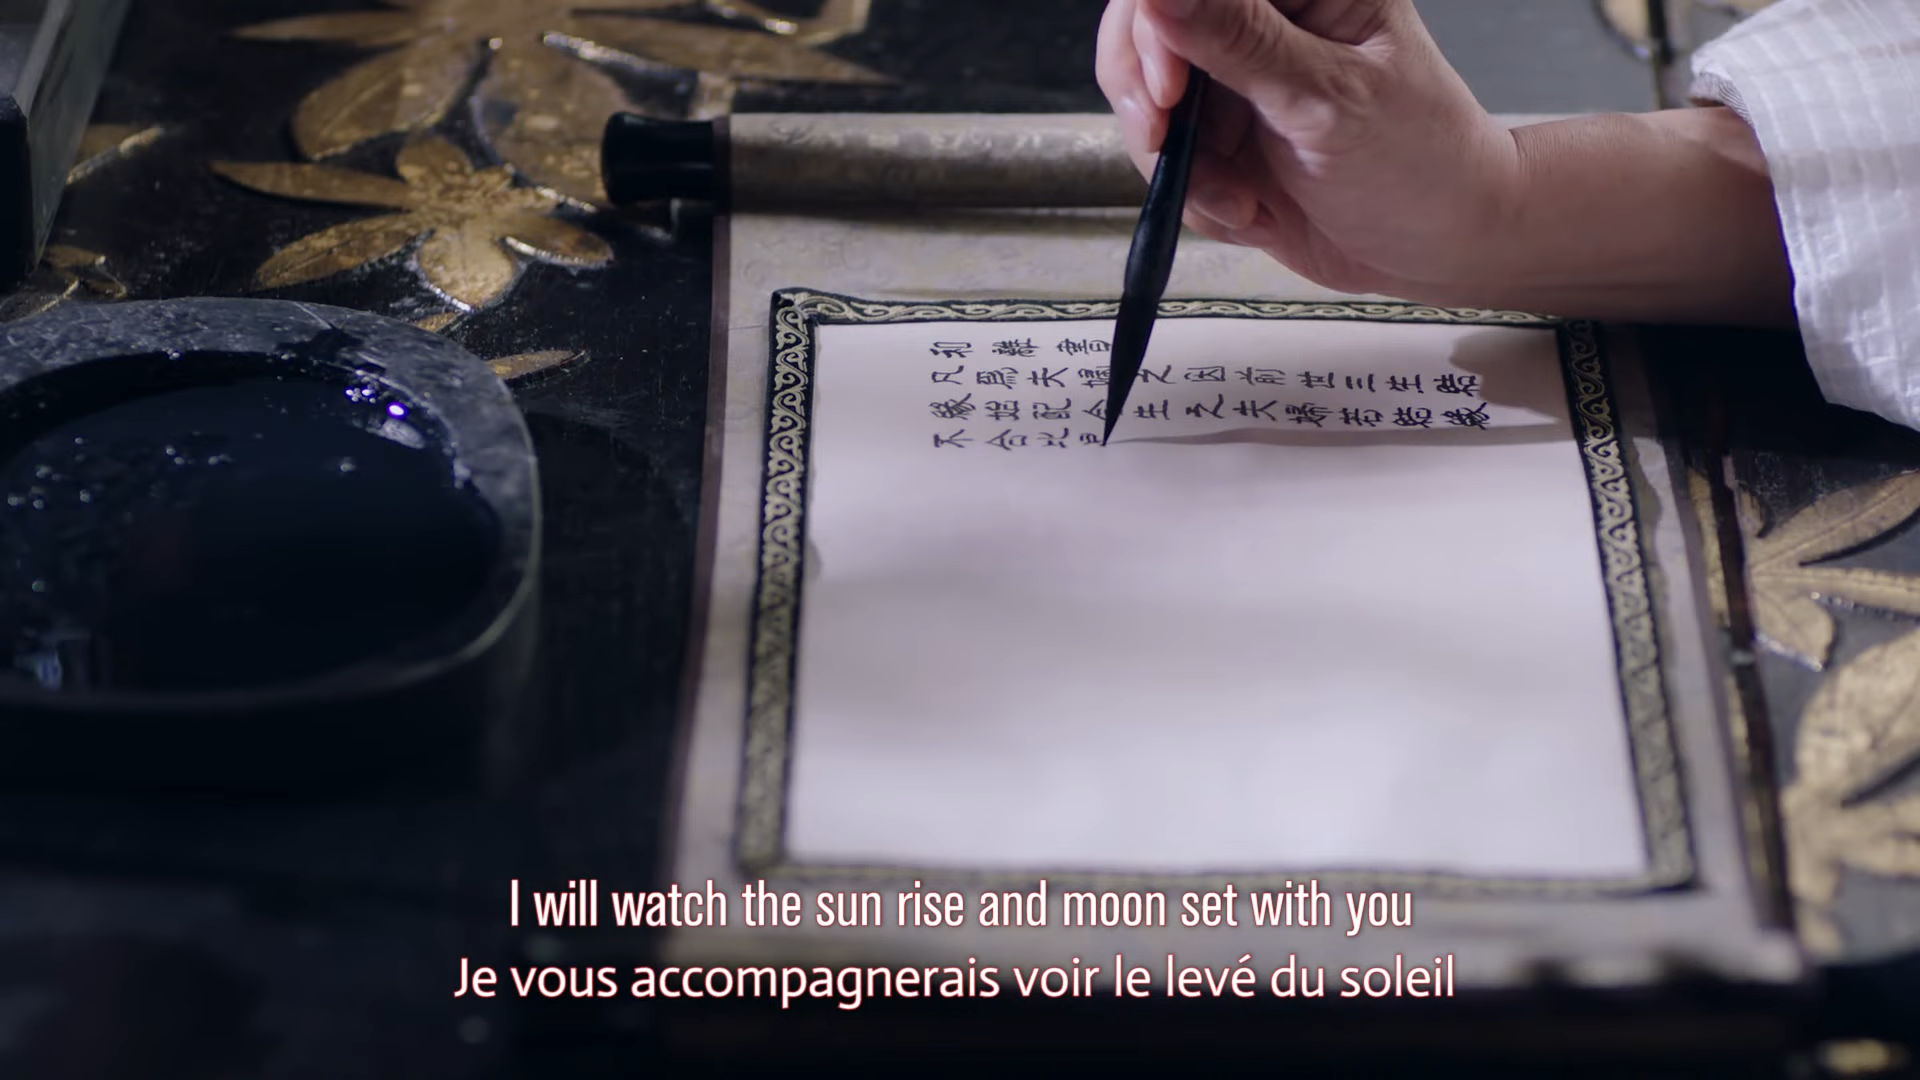 和離書
凡爲夫婦之因前世三生結
緣始配今生之夫婦若結緣
不合比
I will watch the sun rise and moon set with you
Je vous accompagnerais voir le levé du soleil